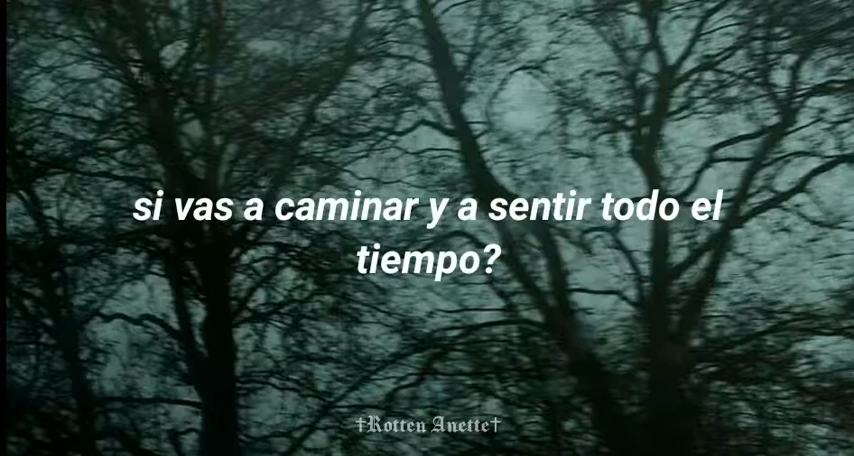 si vas a caminar y a sentir todo el
tiempo?
†Rotten Anette†